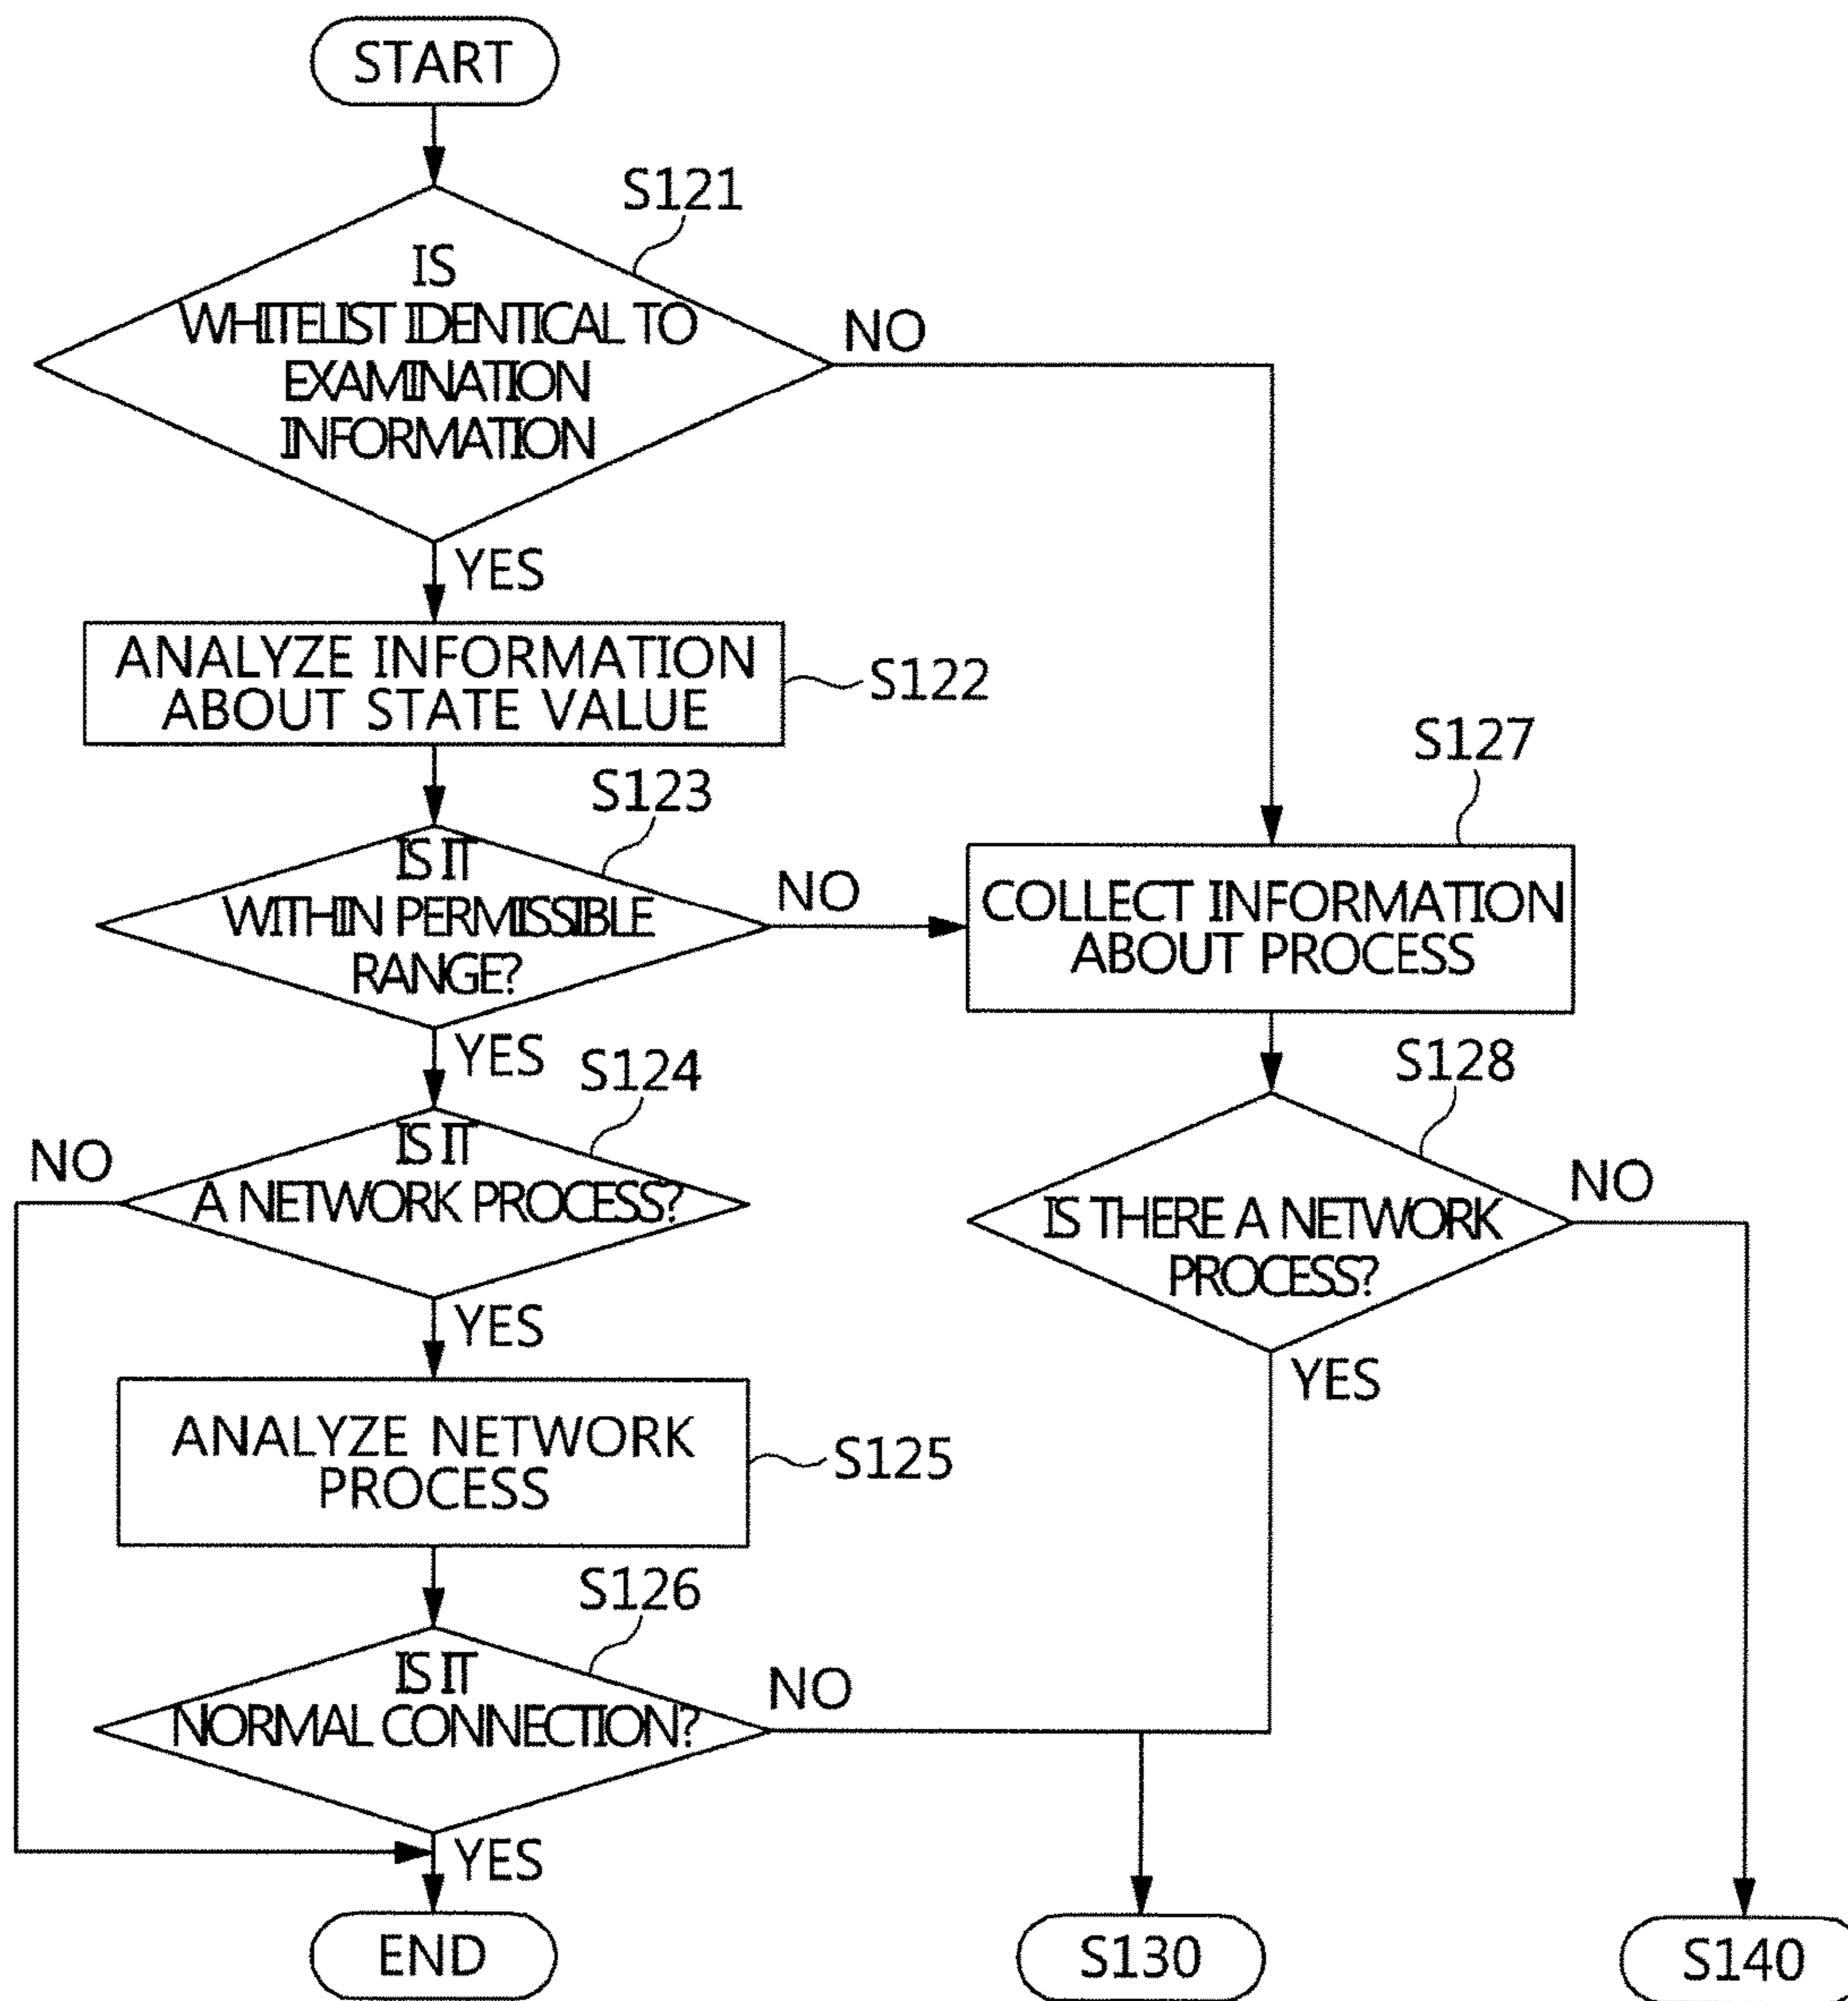 START
S121
IS
WHITELIST IDENTICAL TO
EXAMINATION
INFORMATION
NO
YES
ANALYZE INFORMATION
ABOUT STATE VALUE
S122
S123
IS IT
WITHIN PERMISSIBLE
RANGE?
NO
YES
S127
COLLECT INFORMATION
ABOUT PROCESS
S124
IS IT
A NETWORK PROCESS?
NO
YES
S128
IS THERE A NETWORK
PROCESS?
NO
YES
ANALYZE NETWORK
PROCESS
S125
S126
IS IT
NORMAL CONNECTION?
NO
YES
END
S130
S140